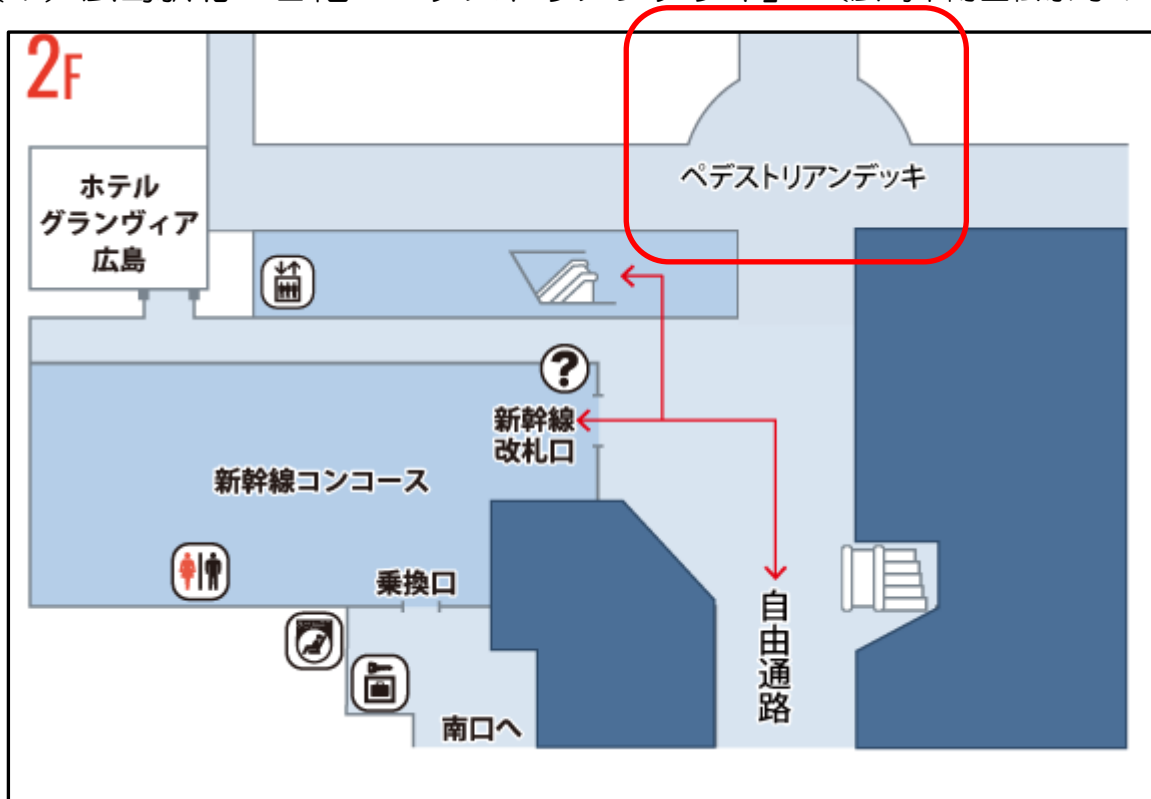 2F
ペデストリアンデッキ
ホテル
グランヴィア
広島
?
新幹線
改札口
新幹線コンコース
乗換口
自由通路
南口へ